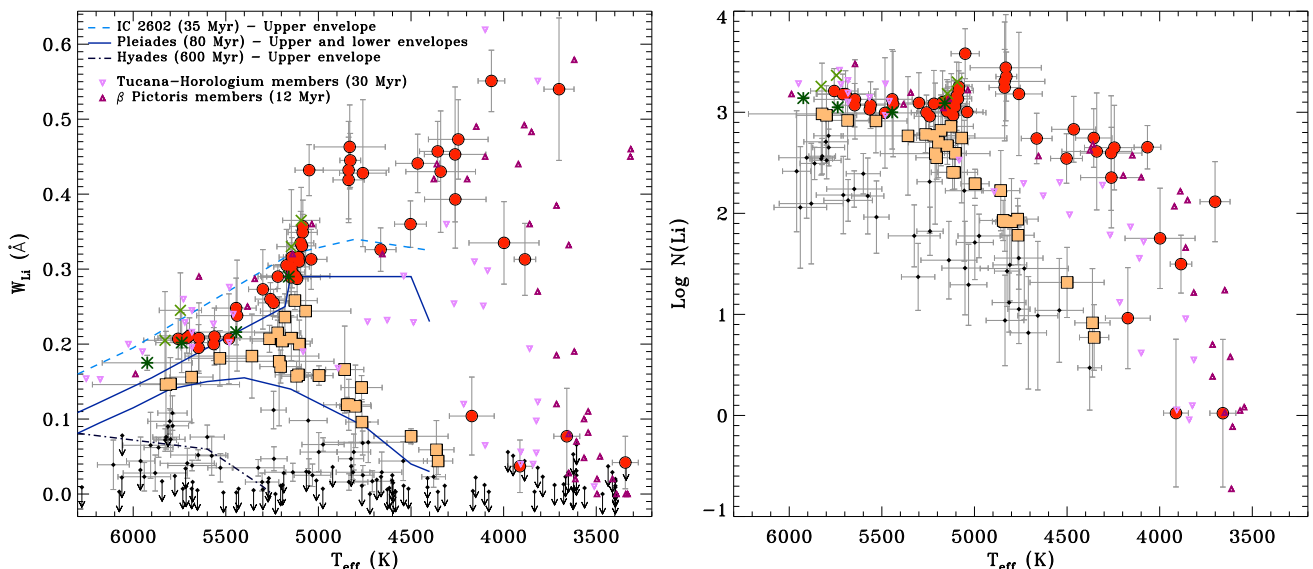 IC 2602 (35 Myr) – Upper envelope
Pleiades (80 Myr) – Upper and lower envelopes
Hyades (600 Myr) – Upper envelope
Tucana–Horologium members (30 Myr)
β Pictoris members (12 Myr)
W_Li (Å)
0.6
0.5
0.4
0.3
0.2
0.1
0.0
6000 5500 5000 4500 4000 3500
T_eff (K)
Log N(Li)
4
3
2
1
0
−1
6000 5500 5000 4500 4000 3500
T_eff (K)